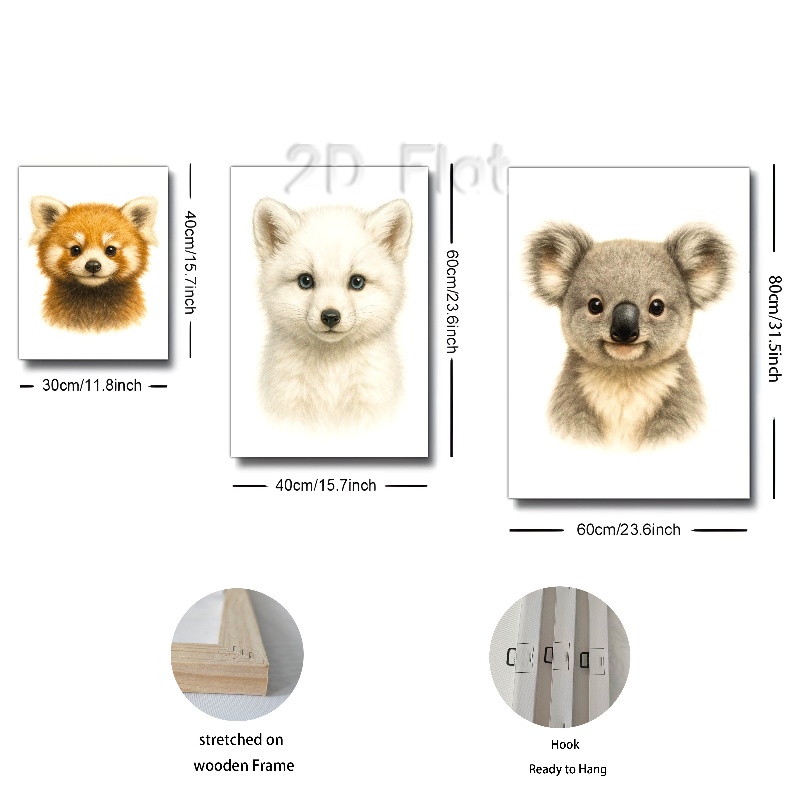 2D Flat
40cm/15.7inch
60cm/23.6inch
80cm/31.5inch
30cm/11.8inch
40cm/15.7inch
60cm/23.6inch
stretched on
wooden Frame
Hook
Ready to Hang